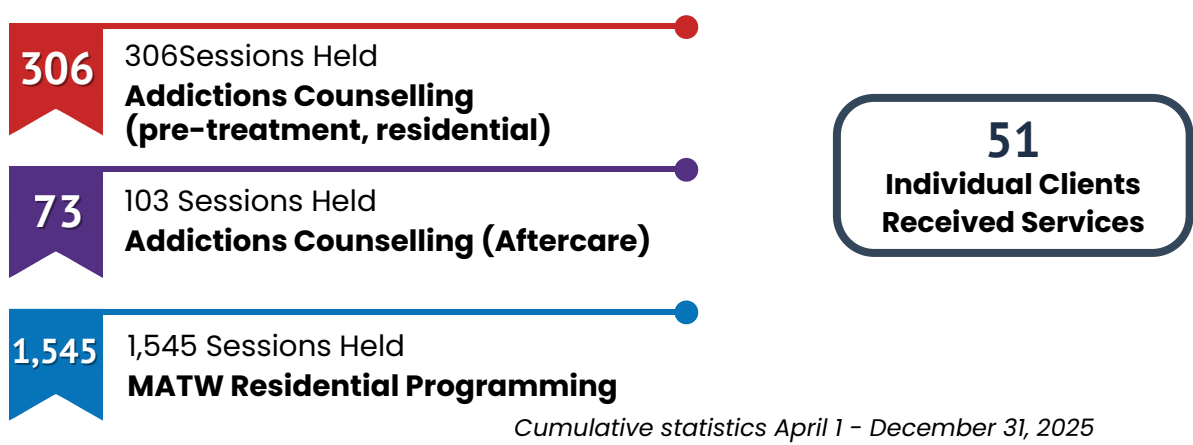 306
306Sessions Held
Addictions Counselling
(pre-treatment, residential)
73
103 Sessions Held
Addictions Counselling (Aftercare)
1,545
1,545 Sessions Held
MATW Residential Programming
51
Individual Clients
Received Services
Cumulative statistics April 1 - December 31, 2025